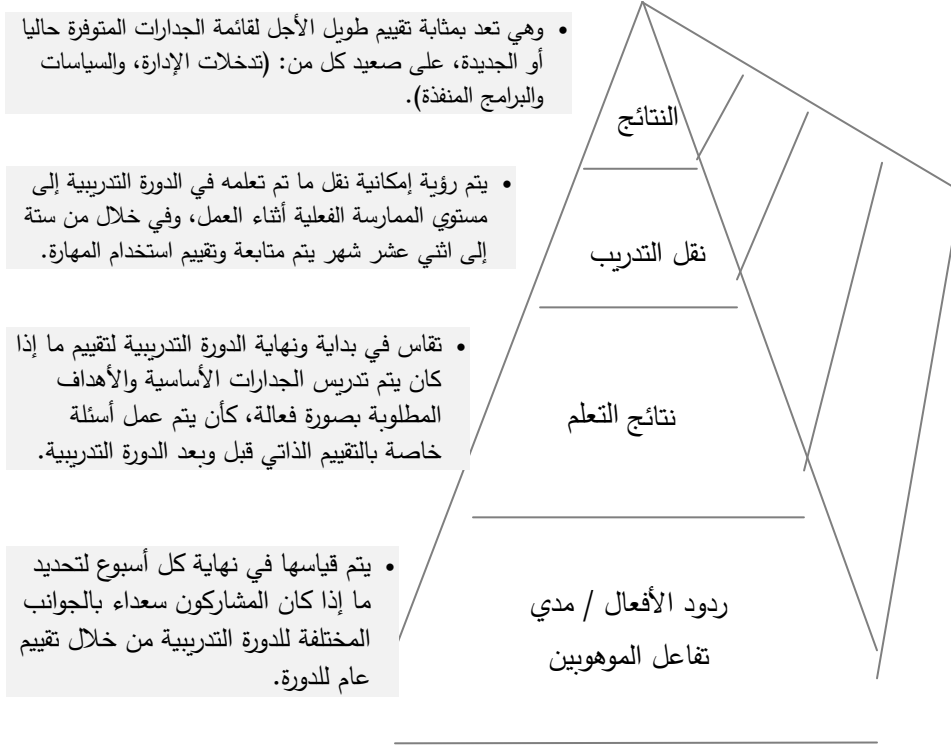 • وهي تعد بمثابة تقييم طويل الأجل لقائمة الجدارات المتوفرة حاليا
أو الجديدة، على صعيد كل من: (تدخلات الإدارة، والسياسات
والبرامج المنفذة).
النتائج
• يتم رؤية إمكانية نقل ما تم تعلمه في الدورة التدريبية إلى
مستوي الممارسة الفعلية أثناء العمل، وفي خلال من ستة
إلى اثني عشر شهر يتم متابعة وتقييم استخدام المهارة.
نقل التدريب
• تقاس في بداية ونهاية الدورة التدريبية لتقييم ما إذا
كان يتم تدريس الجدارات الأساسية والأهداف
المطلوبة بصورة فعالة، كأن يتم عمل أسئلة
خاصة بالتقييم الذاتي قبل وبعد الدورة التدريبية.
نتائج التعلم
• يتم قياسها في نهاية كل أسبوع لتحديد
ما إذا كان المشاركون سعداء بالجوانب
المختلفة للدورة التدريبية من خلال تقييم
عام للدورة.
ردود الأفعال / مدي
تفاعل الموهوبين